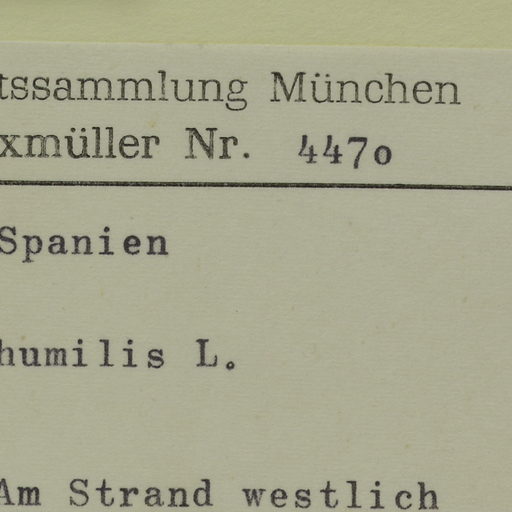 tssammlung München
xmüller Nr. 447o
Spanien
humilis L.
Am Strand westlich